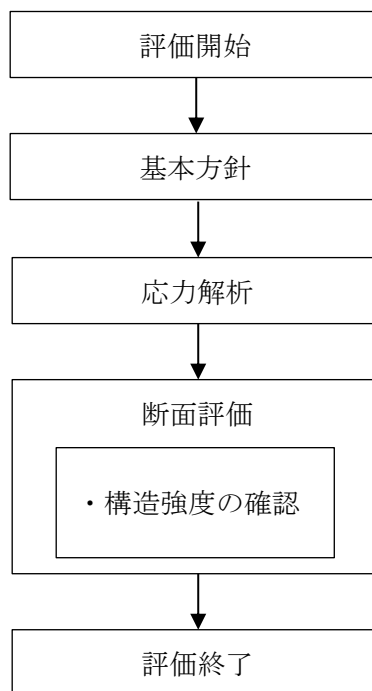 評価開始
基本方針
応力解析
断面評価
・構造強度の確認
評価終了